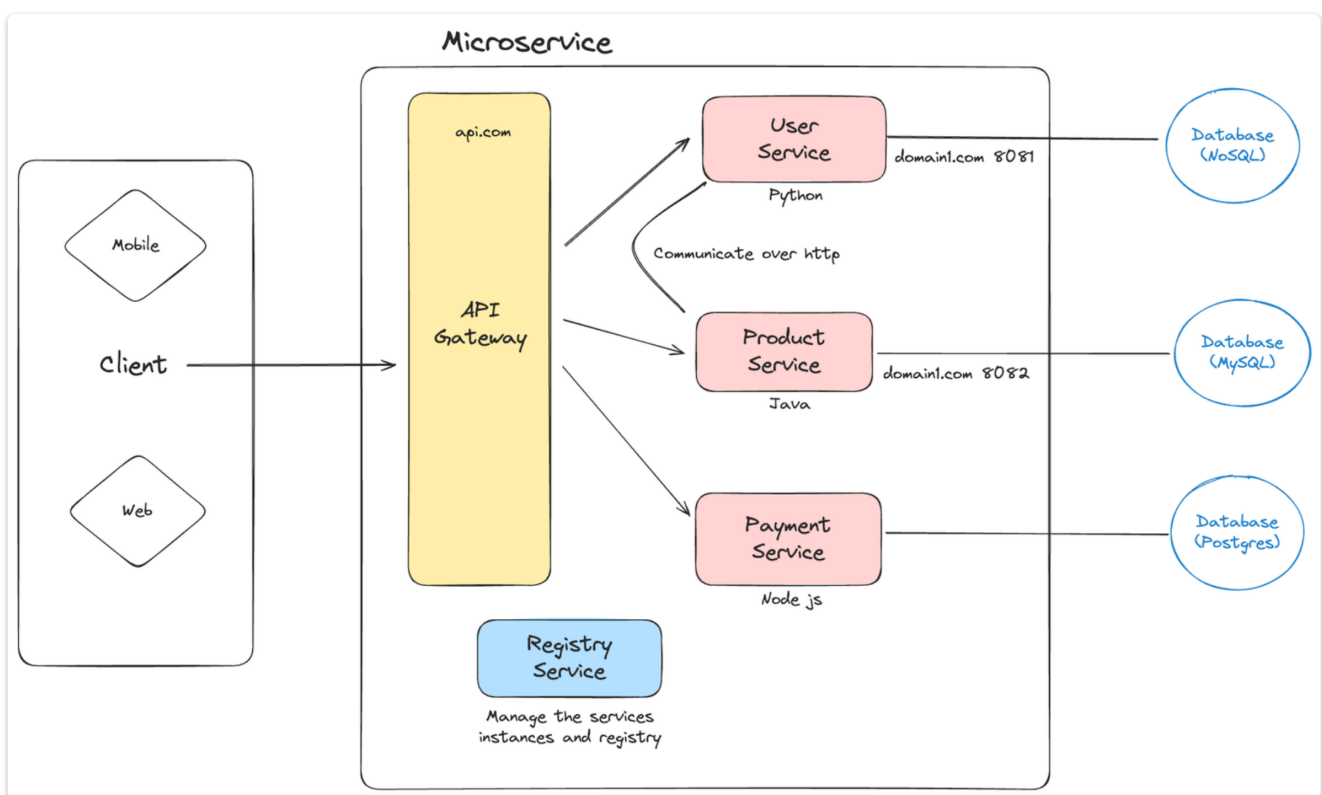 Microservice
api.com
API
Gateway
Mobile
Client
Web
User
Service
Python
domain1.com 8081
Database
(NoSQL)
Communicate over http
Product
Service
Java
domain1.com 8082
Database
(MySQL)
Payment
Service
Node js
Database
(Postgres)
Registry
Service
Manage the services
instances and registry